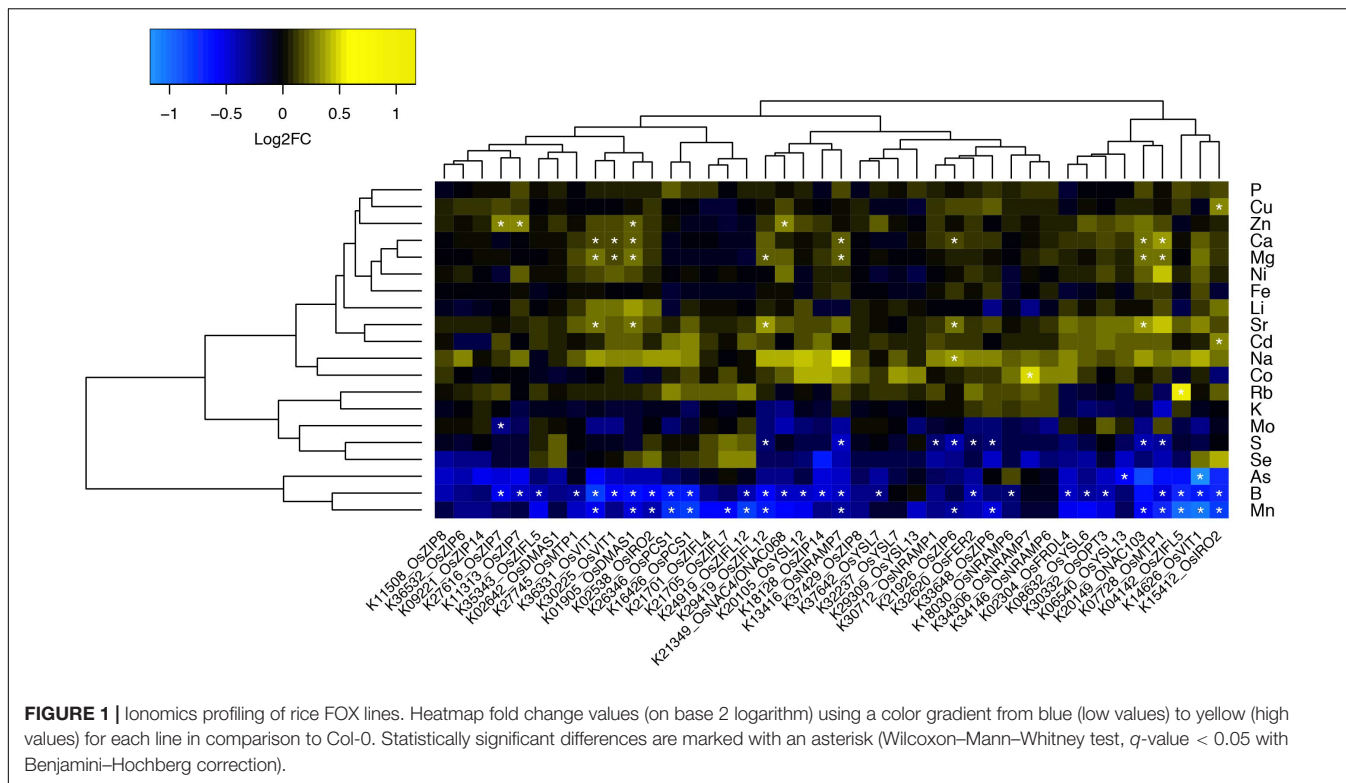 −1 −0.5 0 0.5 1
Log2FC
P
Cu
Zn
Ca
Mg
Ni
Fe
Li
Sr
Cd
Na
Co
Rb
K
Mo
S
Se
As
B
Mn
K11508_OsZIP8
K36532_OsZIP6
K09221_OsZIP14
K27616_OsZIP7
K11313_OsZIP7
K35343_OsZIFL5
K02642_OsDMAS1
K27745_OsMTP1
K36331_OsVIT1
K30225_OsVIT1
K01905_OsDMAS1
K02538_OsIRO2
K26346_OsPCS1
K16426_OsPCS1
K21701_OsZIFL4
K21705_OsZIFL7
K24919_OsZIFL12
K29419_OsZIFL12
K21349_OsNAC4/ONAC068
K20105_OsYSL12
K18128_OsZIP14
K13416_OsNRAMP7
K37429_OsZIP8
K37642_OsYSL7
K32237_OsYSL7
K29309_OsYSL13
K30712_OsNRAMP1
K21926_OsZIP6
K32620_OsFER2
K33648_OsZIP6
K18030_OsNRAMP6
K34306_OsNRAMP7
K34146_OsNRAMP6
K02304_OsFRDL4
K08632_OsYSL6
K30332_OsOPT3
K06540_OsYSL13
K20149_ONAC103
K07728_OsMTP1
K04142_OsZIFL5
K14626_OsVIT1
K15412_OsIRO2
FIGURE 1 | Ionomics profiling of rice FOX lines. Heatmap fold change values (on base 2 logarithm) using a color gradient from blue (low values) to yellow (high
values) for each line in comparison to Col-0. Statistically significant differences are marked with an asterisk (Wilcoxon–Mann–Whitney test, q-value < 0.05 with
Benjamini–Hochberg correction).